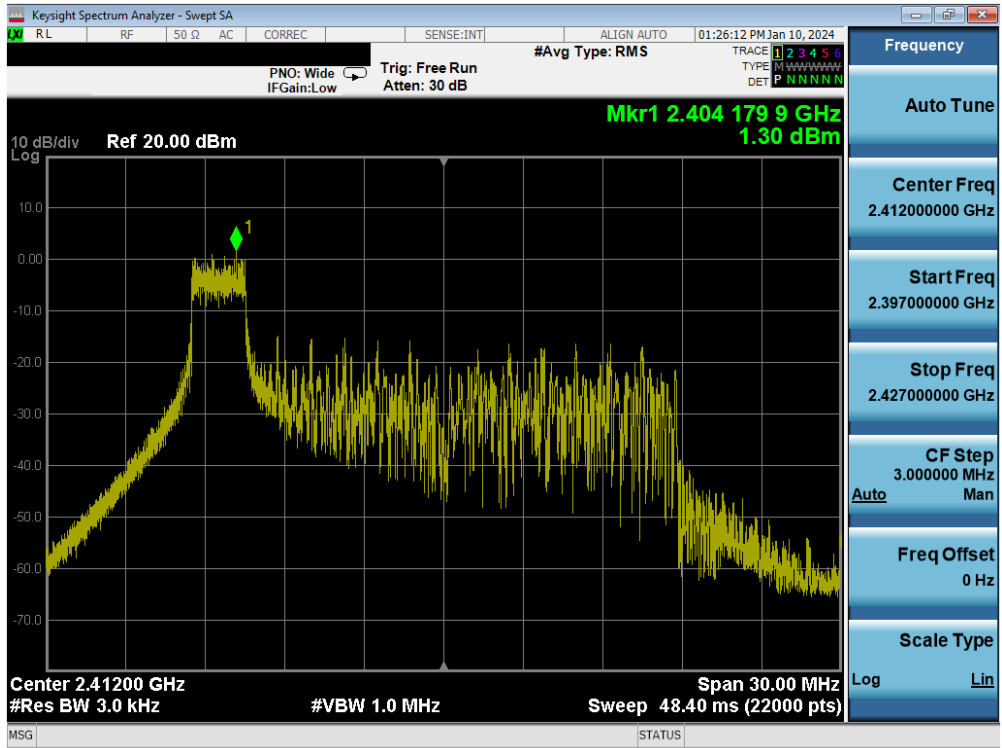 Keysight Spectrum Analyzer - Swept SA
LXI RL RF 50 Ω AC CORREC SENSE:INT ALIGN AUTO 01:26:12 PM Jan 10, 2024
PNO: Wide Trig: Free Run #Avg Type: RMS TRACE 1 2 3 4 5 6
IFGain:Low Atten: 30 dB TYPE M WWWWW
DET P N N N N N
Mkr1 2.404 179 9 GHz
1.30 dBm
10 dB/div Ref 20.00 dBm
Log
1
10.0
0.00
-10.0
-20.0
-30.0
-40.0
-50.0
-60.0
-70.0
Center 2.41200 GHz Span 30.00 MHz
#Res BW 3.0 kHz #VBW 1.0 MHz Sweep 48.40 ms (22000 pts)
MSG STATUS
Frequency
Auto Tune
Center Freq
2.412000000 GHz
Start Freq
2.397000000 GHz
Stop Freq
2.427000000 GHz
CF Step
3.000000 MHz
Auto Man
Freq Offset
0 Hz
Scale Type
Log Lin